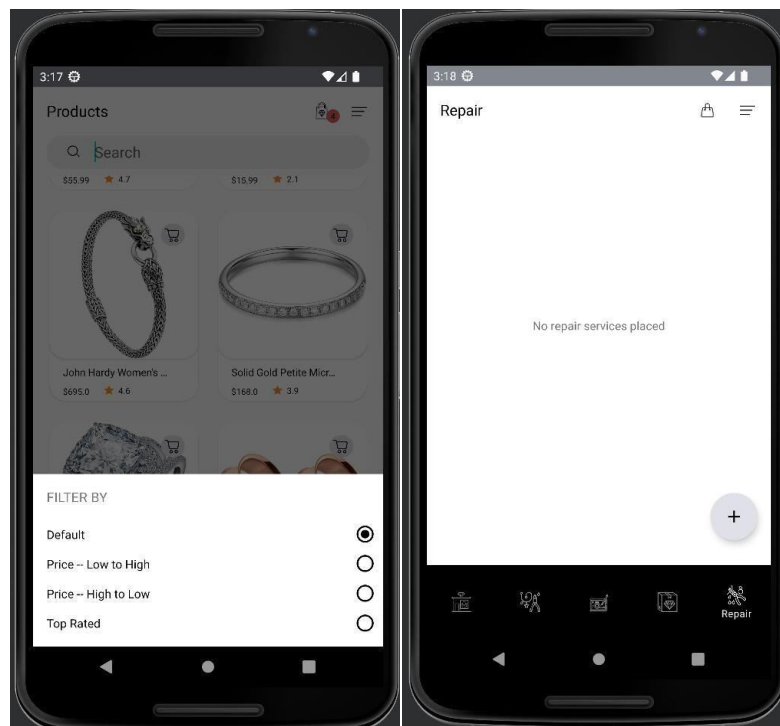 3:17
Products
4
Search
$55.99 4.7
$15.99 2.1
John Hardy Women's ...
$695.0 4.6
Solid Gold Petite Micr...
$168.0 3.9
FILTER BY
Default
Price -- Low to High
Price -- High to Low
Top Rated
3:18
Repair
No repair services placed
+
Repair